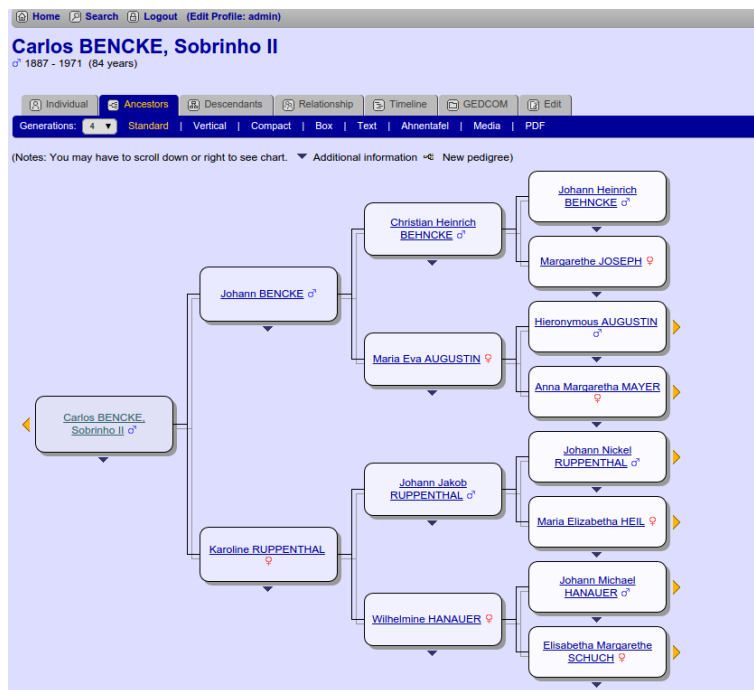 Home Search Logout (Edit Profile: admin)
Carlos BENCKE, Sobrinho II
♂ 1887 - 1971 (84 years)
Individual Ancestors Descendants Relationship Timeline GEDCOM Edit
Generations: 4 ▼ Standard | Vertical | Compact | Box | Text | Ahnentafel | Media | PDF
(Notes: You may have to scroll down or right to see chart. ▼ Additional information New pedigree)
Johann Heinrich
BEHNCKE ♂
Christian Heinrich
BEHNCKE ♂
Margarethe JOSEPH ♀
Johann BENCKE ♂
Hieronymous AUGUSTIN
♂
Maria Eva AUGUSTIN ♀
Anna Margaretha MAYER
♀
Carlos BENCKE,
Sobrinho II ♂
Johann Nickel
RUPPENTHAL ♂
Johann Jakob
RUPPENTHAL ♂
Maria Elizabetha HEIL ♀
Karoline RUPPENTHAL
♀
Johann Michael
HANAUER ♂
Wilhelmine HANAUER ♀
Elisabetha Margarethe
SCHUCH ♀